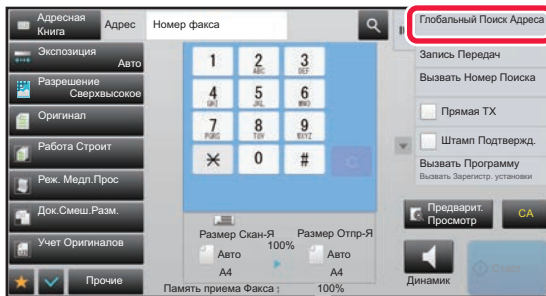 Адресная
Книга
Адрес
Номер факса
Глобальный Поиск Адреса
Экспозиция
Авто
Разрешение
Сверхвысокое
Оригинал
Работа Строит
Реж. Медл.Прос
Док.Смеш.Разм.
Учет Оригиналов
Прочие
1
2
ABC
3
DEF
4
GHI
5
JKL
6
MNO
7
PQRS
8
TUV
9
WXYZ
0
#
C
Размер Скан-Я
100%
Размер Отпр-Я
Авто
A4
Авто
A4
Память приема Факса :
100%
Запись Передач
Вызвать Номер Поиска
Прямая TX
Штамп Подтвержд.
Вызвать Программу
Вызвать Зарегистр. установки
Предварит.
Просмотр
CA
Динамик
Старт